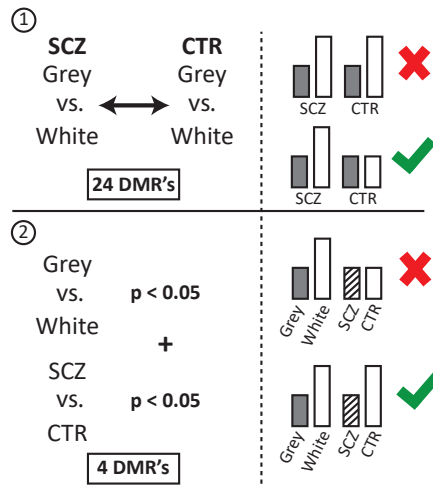 1
SCZ CTR
Grey Grey
vs. vs.
White White
24 DMR's
SCZ CTR
SCZ CTR
2
Grey
vs. p < 0.05
White
+
SCZ
vs. p < 0.05
CTR
4 DMR's
Grey White SCZ CTR
Grey White SCZ CTR